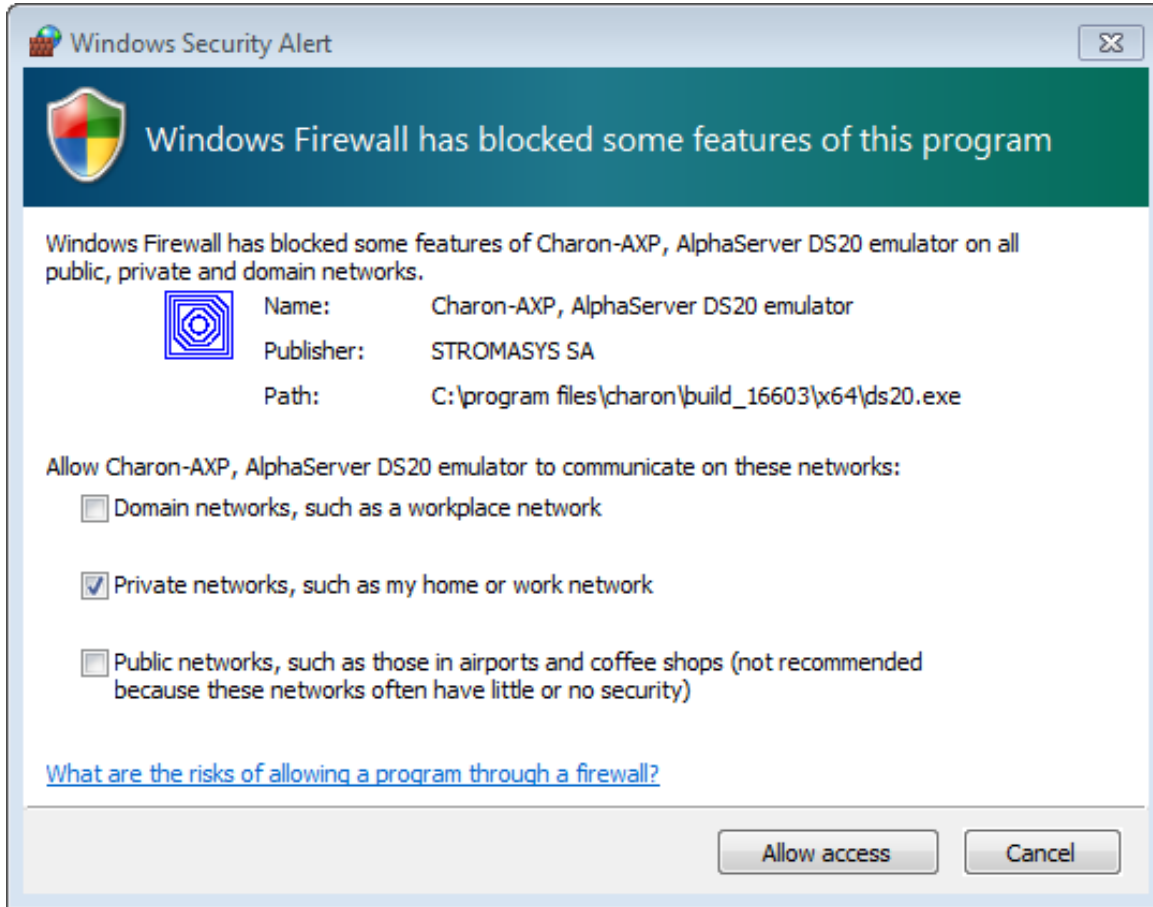 Windows Security Alert
Windows Firewall has blocked some features of this program
Windows Firewall has blocked some features of Charon-AXP, AlphaServer DS20 emulator on all
public, private and domain networks.
Name: Charon-AXP, AlphaServer DS20 emulator
Publisher: STROMASYS SA
Path: C:\program files\charon\build_16603\x64\ds20.exe
Allow Charon-AXP, AlphaServer DS20 emulator to communicate on these networks:
Domain networks, such as a workplace network
Private networks, such as my home or work network
Public networks, such as those in airports and coffee shops (not recommended
because these networks often have little or no security)
What are the risks of allowing a program through a firewall?
Allow access Cancel